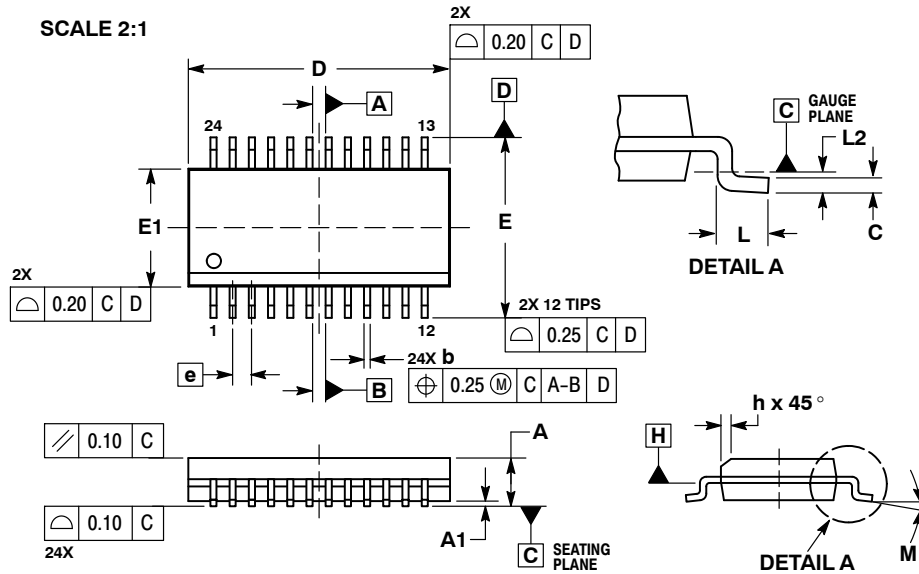 SCALE 2:1
2X
⌓ 0.20 C D
D
A
D
24
13
E1
E
2X
⌓ 0.20 C D
1
12
2X 12 TIPS
⌓ 0.25 C D
e
24X b
B
⌖ 0.25 Ⓜ C A-B D
C GAUGE
PLANE
L2
L
C
DETAIL A
⫽ 0.10 C
A
⌓ 0.10 C
24X
A1
C SEATING
PLANE
h x 45°
H
M
DETAIL A